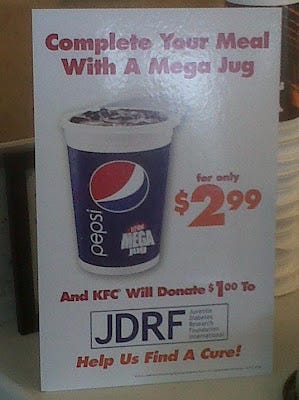 Complete Your Meal
With A Mega Jug
for only
$2.99
pepsi
MEGA
JUG
And KFC® Will Donate $1.00 To
JDRF
Juvenile
Diabetes
Research
Foundation
International
Help Us Find A Cure!